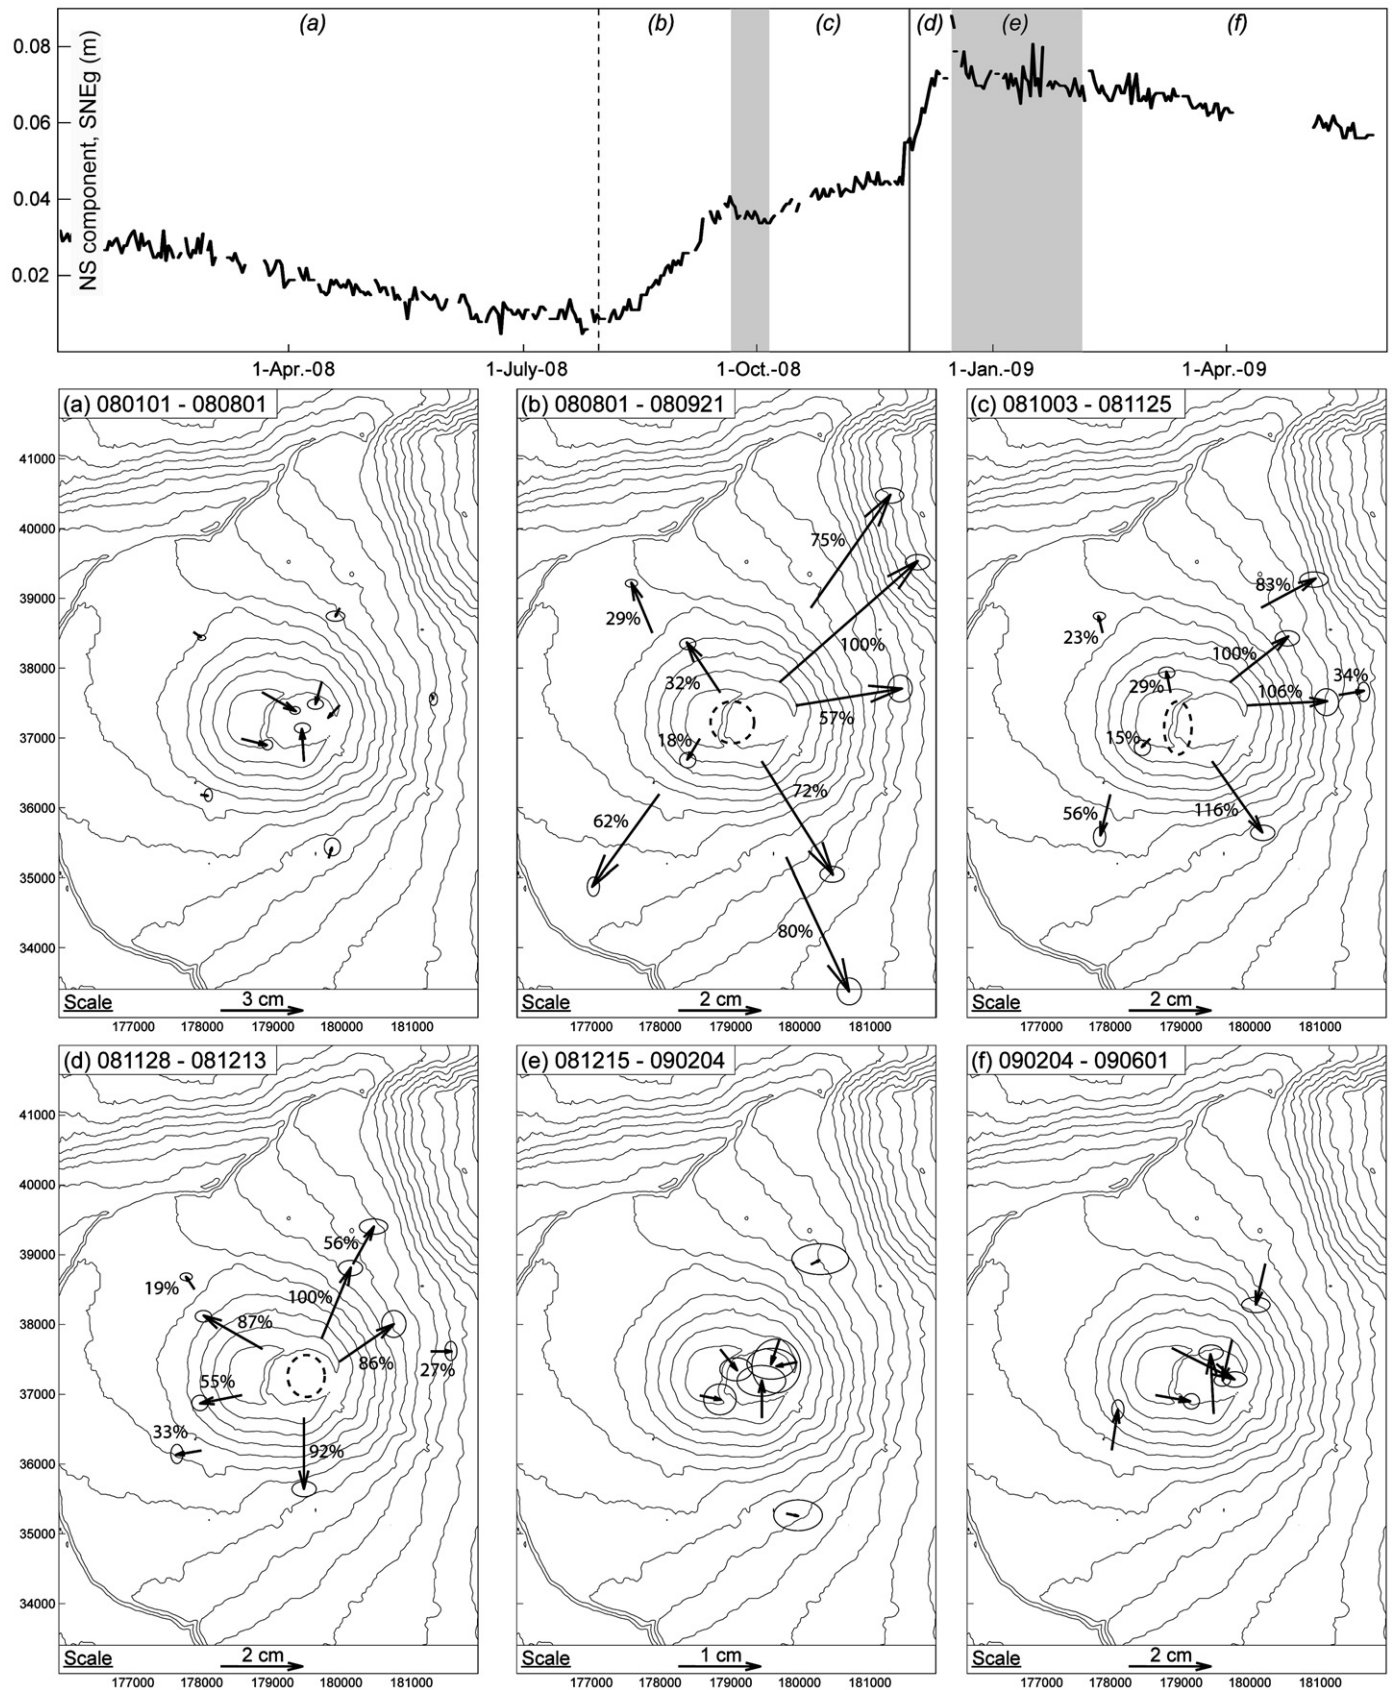 (a) (b) (c) (d) (e) (f)
NS component, SNEg (m)
0.08
0.06
0.04
0.02
1-Apr.-08 1-July-08 1-Oct.-08 1-Jan.-09 1-Apr.-09
(a) 080101 - 080801
41000
40000
39000
38000
37000
36000
35000
34000
Scale 3 cm
177000 178000 179000 180000 181000
(b) 080801 - 080921
75%
100%
29%
32%
57%
18%
72%
62%
80%
Scale 2 cm
177000 178000 179000 180000 181000
(c) 081003 - 081125
83%
23%
100%
34%
29%
106%
15%
56%
116%
Scale 2 cm
177000 178000 179000 180000 181000
(d) 081128 - 081213
41000
40000
39000
38000
37000
36000
35000
34000
56%
19%
100%
87%
86%
27%
55%
33%
92%
Scale 2 cm
177000 178000 179000 180000 181000
(e) 081215 - 090204
Scale 1 cm
177000 178000 179000 180000 181000
(f) 090204 - 090601
Scale 2 cm
177000 178000 179000 180000 181000